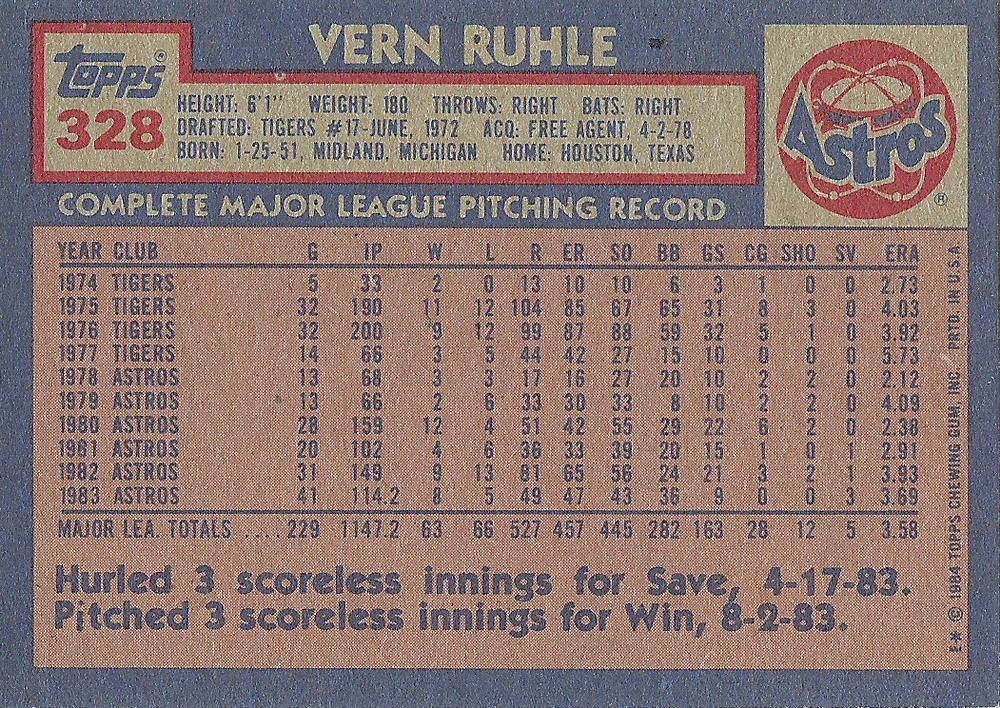 VERN RUHLE
Topps®
328
HEIGHT: 6'1" WEIGHT: 180 THROWS: RIGHT BATS: RIGHT
DRAFTED: TIGERS #17-JUNE, 1972 ACQ: FREE AGENT, 4-2-78
BORN: 1-25-51, MIDLAND, MICHIGAN HOME: HOUSTON, TEXAS
Astros
®
COMPLETE MAJOR LEAGUE PITCHING RECORD
YEAR CLUB G IP W L R ER SO BB GS CG SHO SV ERA
1974 TIGERS 5 33 2 0 13 10 10 6 3 1 0 0 2.73
1975 TIGERS 32 190 11 12 104 85 67 65 31 8 3 0 4.03
1976 TIGERS 32 200 9 12 99 87 88 59 32 5 1 0 3.92
1977 TIGERS 14 66 3 5 44 42 27 15 10 0 0 0 5.73
1978 ASTROS 13 68 3 3 17 16 27 20 10 2 2 0 2.12
1979 ASTROS 13 66 2 6 33 30 33 8 10 2 2 0 4.09
1980 ASTROS 28 159 12 4 51 42 55 29 22 6 2 0 2.38
1981 ASTROS 20 102 4 6 36 33 39 20 15 1 0 1 2.91
1982 ASTROS 31 149 9 13 81 65 56 24 21 3 2 1 3.93
1983 ASTROS 41 114.2 8 5 49 47 43 36 9 0 0 3 3.69
MAJOR LEA. TOTALS .... 229 1147.2 63 66 527 457 445 282 163 28 12 5 3.58
Hurled 3 scoreless innings for Save, 4-17-83.
Pitched 3 scoreless innings for Win, 8-2-83.
© 1984 TOPPS CHEWING GUM, INC. PRTD. IN U.S.A.